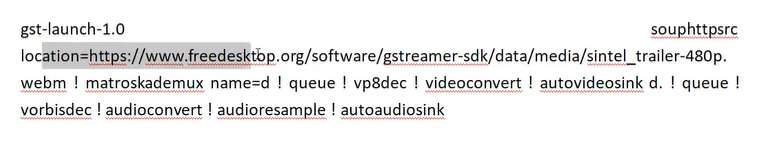 gst-launch-1.0 souphttpsrc
location=https://www.freedesktop.org/software/gstreamer-sdk/data/media/sintel_trailer-480p.
webm ! matroskademux name=d ! queue ! vp8dec ! videoconvert ! autovideosink d. ! queue !
vorbisdec ! audioconvert ! audioresample ! autoaudiosink